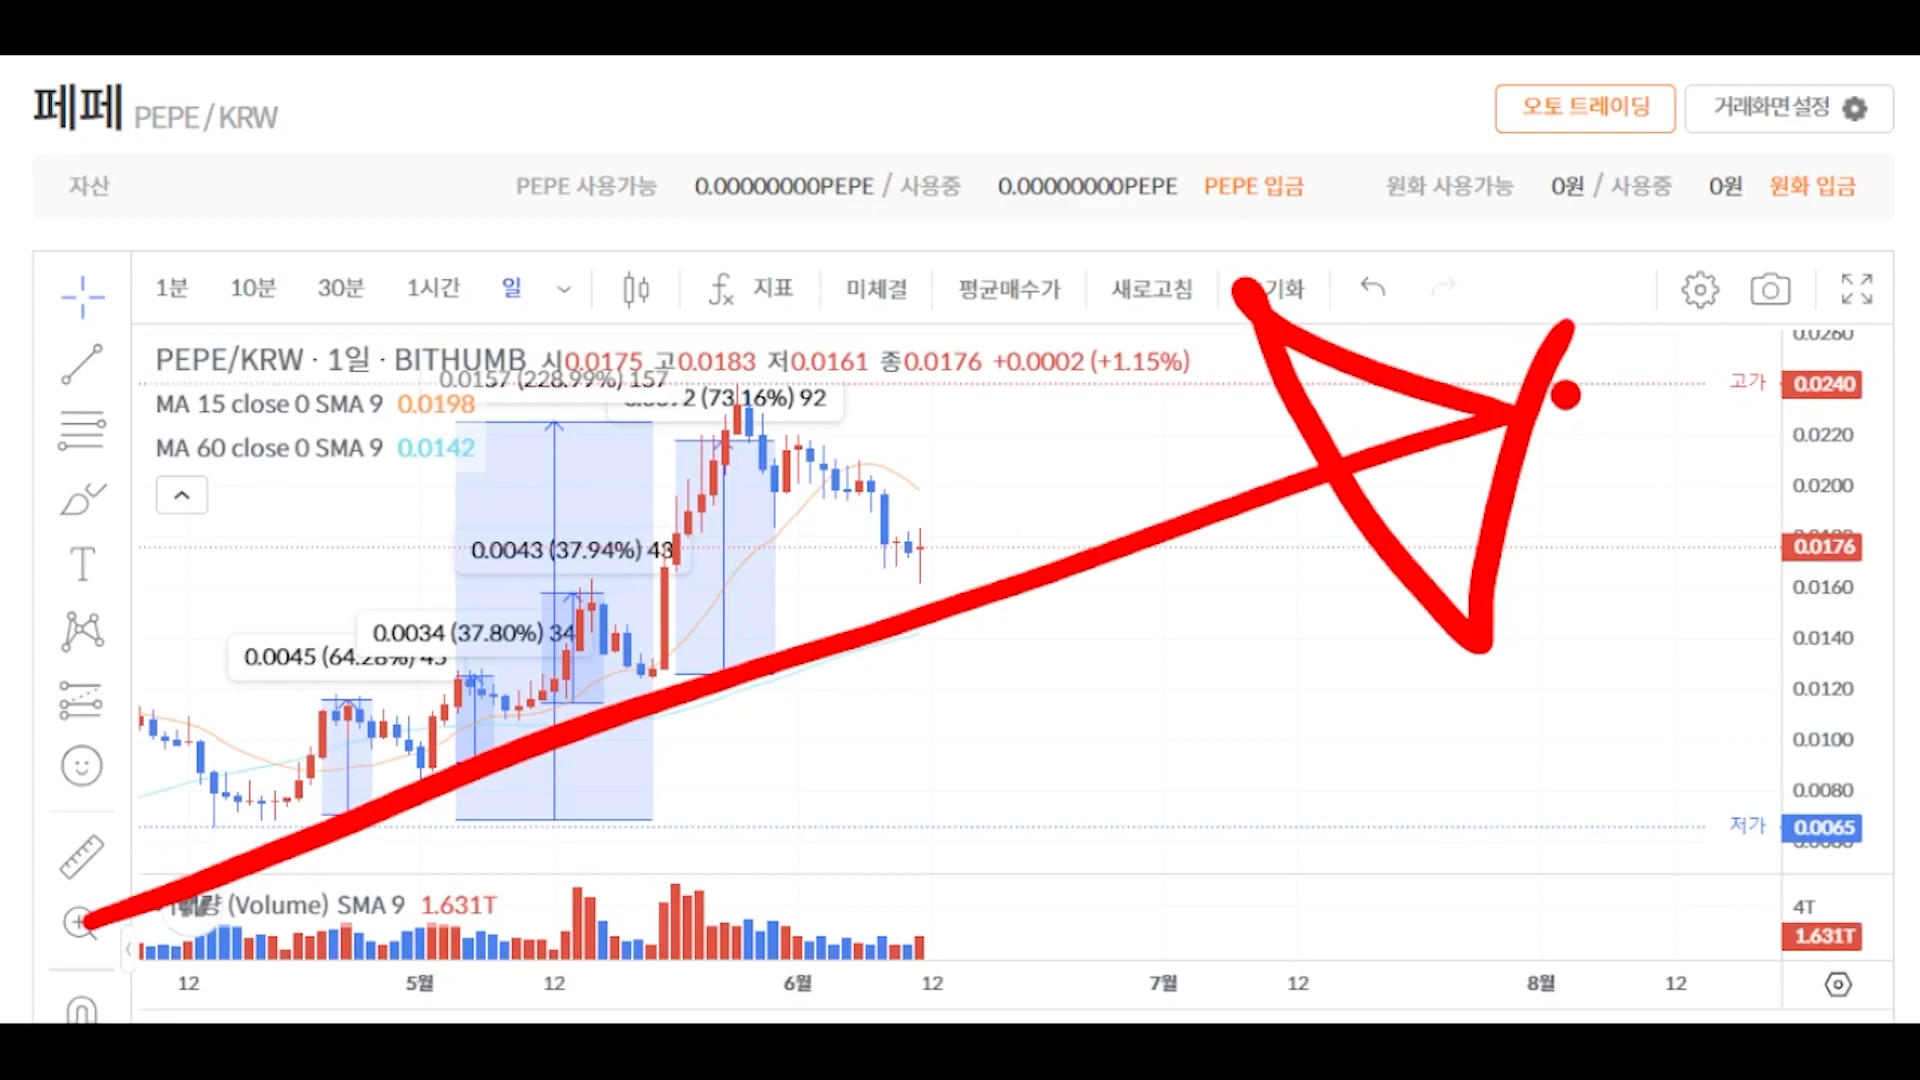 페페 PEPE/KRW
오토 트레이딩
거래화면 설정
자산
PEPE 사용가능 0.00000000PEPE / 사용중 0.00000000PEPE PEPE 입금
원화 사용가능 0원 / 사용중 0원 원화 입금
1분 10분 30분 1시간 일 지표 미체결 평균매수가 새로고침 기화
PEPE/KRW · 1일 · BITHUMB 시0.0175 고0.0183 저0.0161 종0.0176 +0.0002 (+1.15%)
0.0157 (228.99%) 157
MA 15 close 0 SMA 9 0.0198
2 (73.16%) 92
MA 60 close 0 SMA 9 0.0142
0.0043 (37.94%) 43
0.0034 (37.80%) 34
0.0045 (64.28%) 45
0.0260
고가 0.0240
0.0220
0.0200
0.0176
0.0160
0.0140
0.0120
0.0100
0.0080
저가 0.0065
(Volume) SMA 9 1.631T
4T
1.631T
12 5월 12 6월 12 7월 12 8월 12